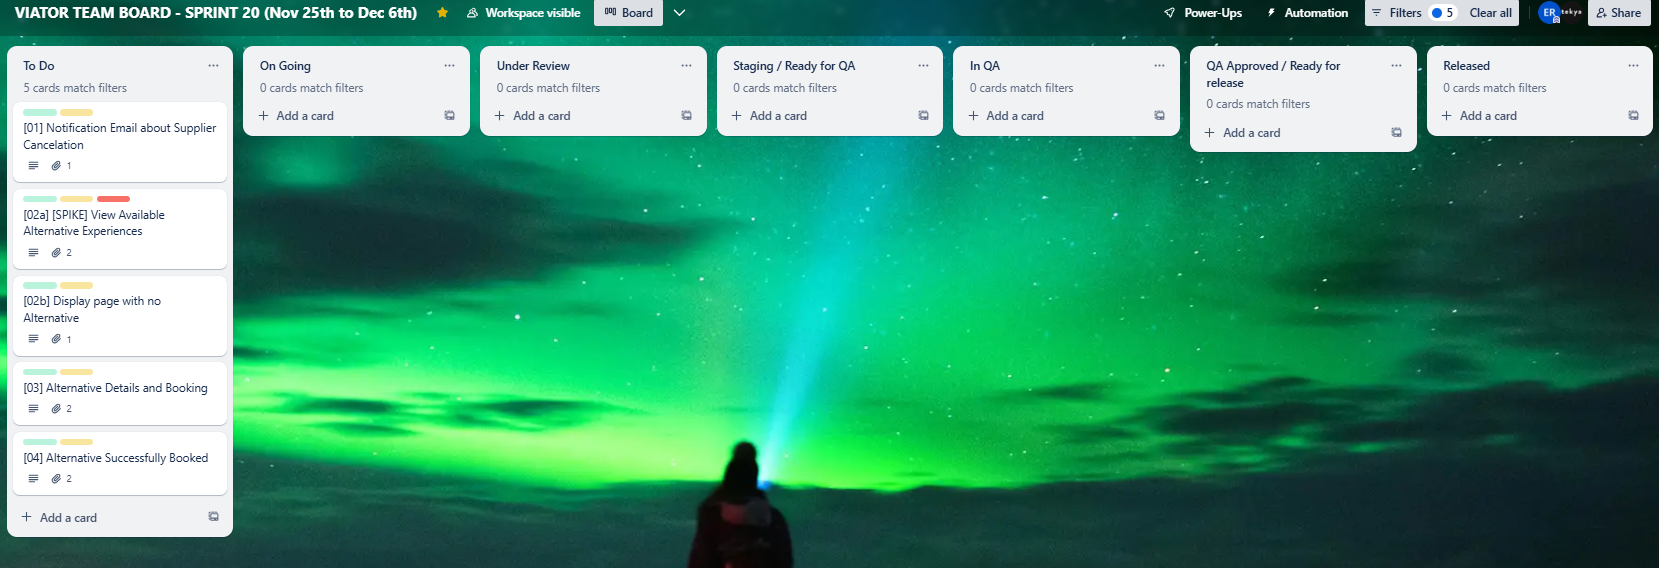 VIATOR TEAM BOARD - SPRINT 20 (Nov 25th to Dec 6th)
Workspace visible
Board
Power-Ups
Automation
Filters
5
Clear all
ER
tekya
Share
To Do
5 cards match filters
[01] Notification Email about Supplier
Cancelation
1
[02a] [SPIKE] View Available
Alternative Experiences
2
[02b] Display page with no
Alternative
1
[03] Alternative Details and Booking
2
[04] Alternative Successfully Booked
2
Add a card
On Going
0 cards match filters
Add a card
Under Review
0 cards match filters
Add a card
Staging / Ready for QA
0 cards match filters
Add a card
In QA
0 cards match filters
Add a card
QA Approved / Ready for
release
0 cards match filters
Add a card
Released
0 cards match filters
Add a card